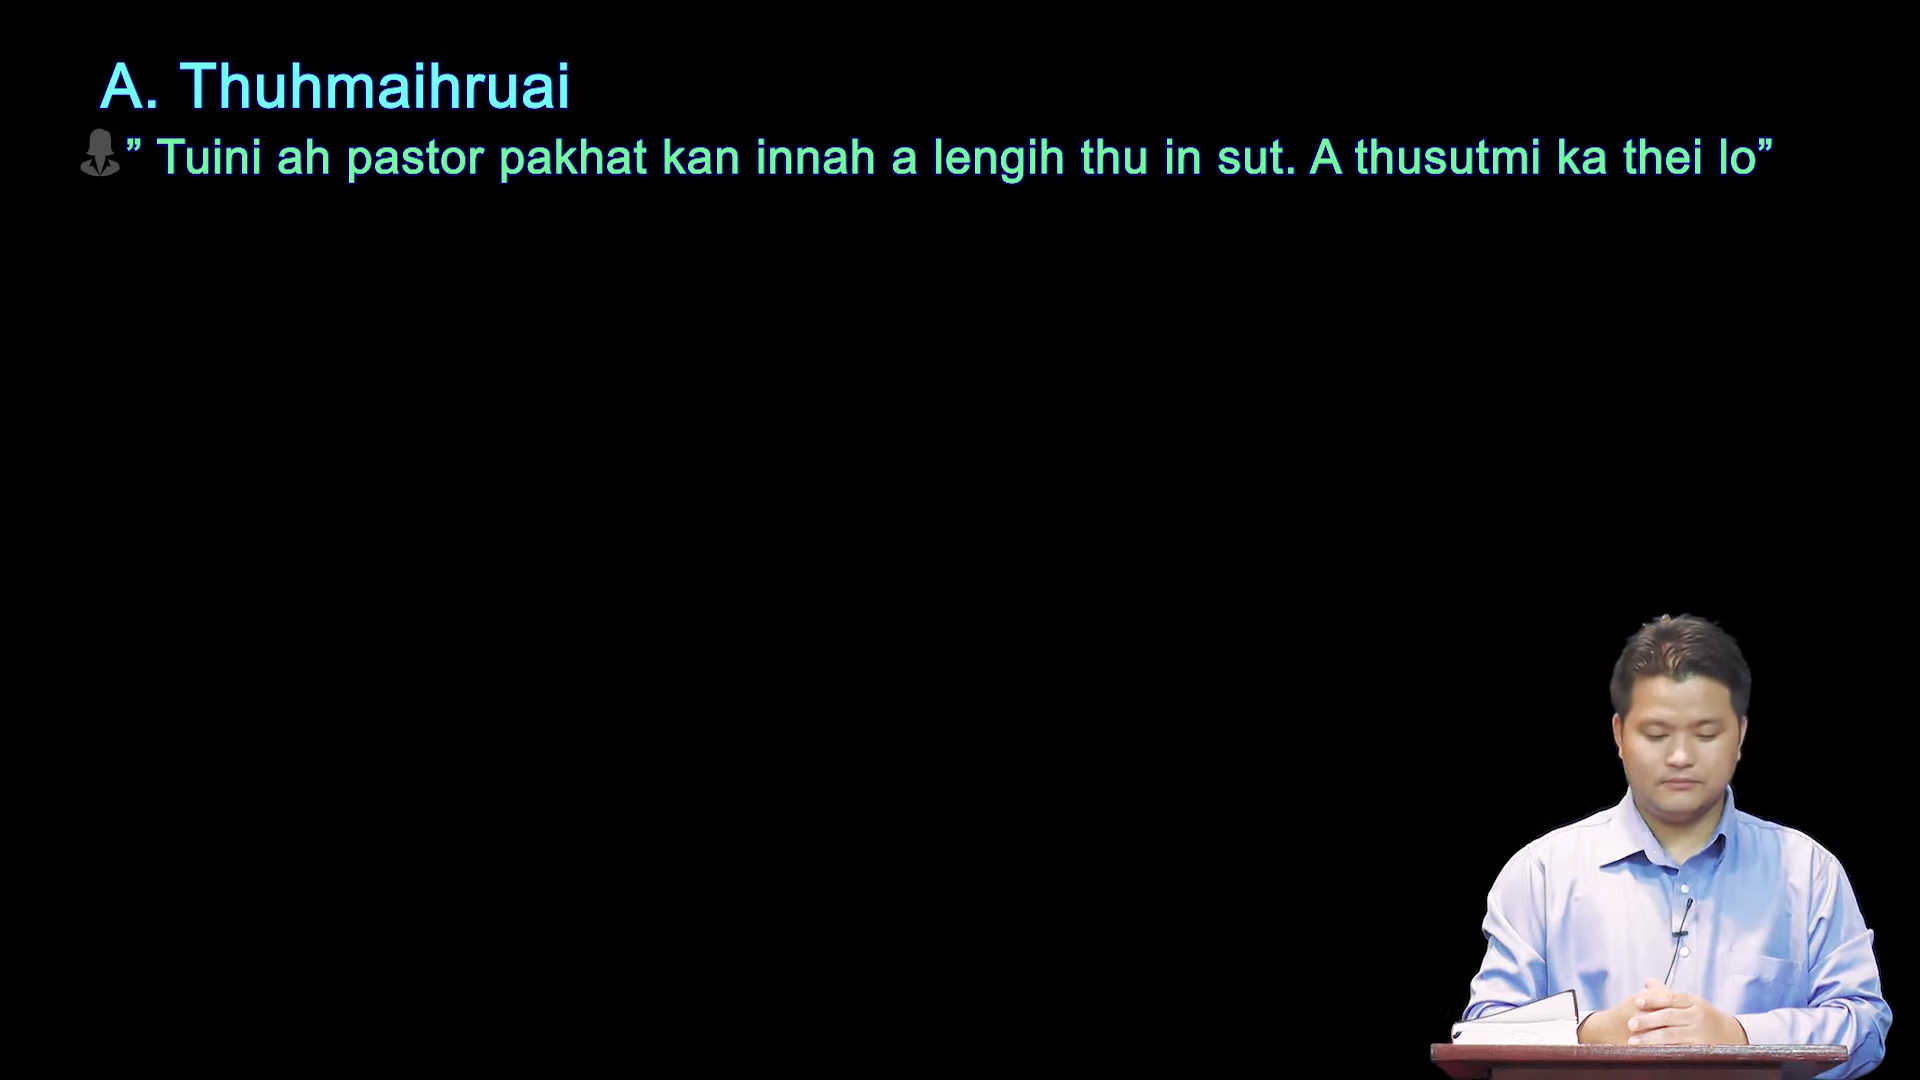 A. Thuhmaihruai
” Tuini ah pastor pakhat kan innah a lengih thu in sut. A thusutmi ka thei lo”